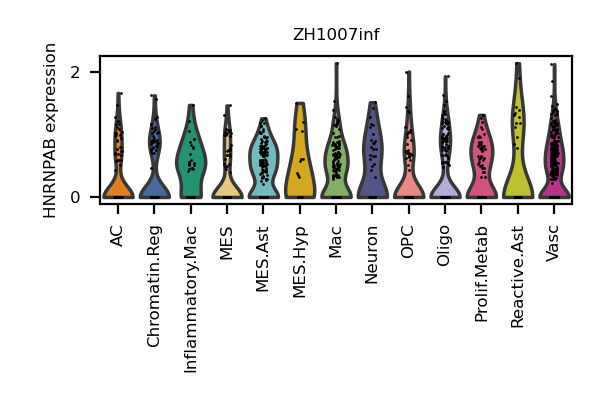 ZH1007inf
HNRNPAB expression
2
0
AC
Chromatin.Reg
Inflammatory.Mac
MES
MES.Ast
MES.Hyp
Mac
Neuron
OPC
Oligo
Prolif.Metab
Reactive.Ast
Vasc